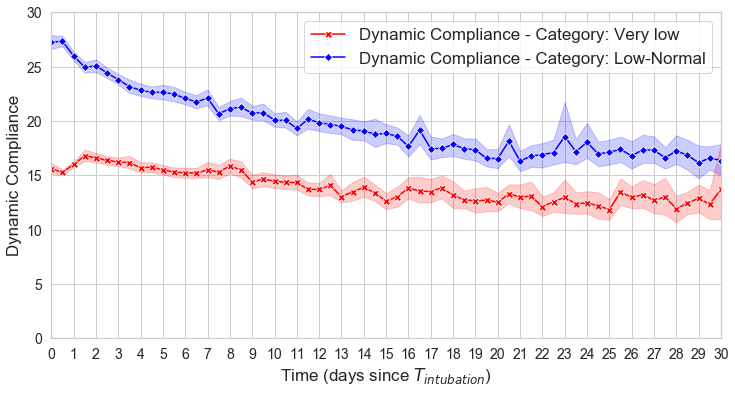 30
25
20
15
10
5
0
Dynamic Compliance
Dynamic Compliance - Category: Very low
Dynamic Compliance - Category: Low-Normal
0 1 2 3 4 5 6 7 8 9 10 11 12 13 14 15 16 17 18 19 20 21 22 23 24 25 26 27 28 29 30
Time (days since T_intubation)